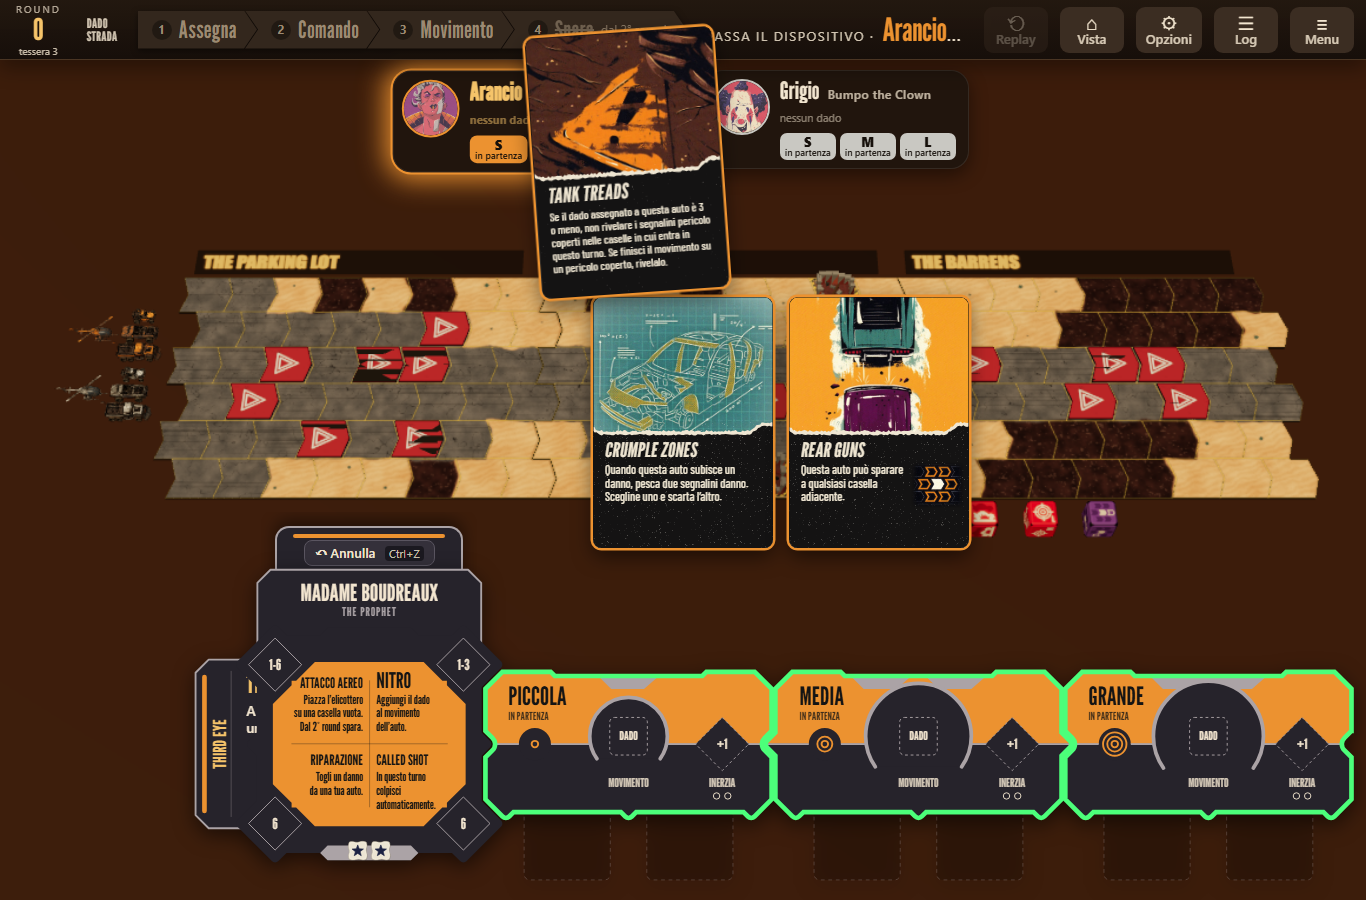 ROUND
0
tessera 3
DADO
STRADA
1 Assegna
2 Comando
3 Movimento
4 Sparo dal 2°
ASSA IL DISPOSITIVO · Arancio...
Replay
Vista
Opzioni
Log
Menu
Arancio
nessun dad
S
in partenza
Grigio Bumpo the Clown
nessun dado
S
in partenza
M
in partenza
L
in partenza
TANK TREADS
Se il dado assegnato a questa auto è 3
o meno, non rivelare i segnalini pericolo
coperti nelle caselle in cui entra in
questo turno. Se finisci il movimento su
un pericolo coperto, rivelalo.
THE PARKING LOT
THE BARRENS
CRUMPLE ZONES
Quando questa auto subisce un
danno, pesca due segnalini danno.
Scegline uno e scarta l'altro.
REAR GUNS
Questa auto può sparare
a qualsiasi casella
adiacente.
Annulla Ctrl+Z
MADAME BOUDREAUX
THE PROPHET
THIRD EYE
1-6
1-3
ATTACCO AEREO
Piazza l'elicottero
su una casella vuota.
Dal 2° round spara.
NITRO
Aggiungi il dado
al movimento
dell'auto.
RIPARAZIONE
Togli un danno
da una tua auto.
CALLED SHOT
In questo turno
colpisci
automaticamente.
6
6
PICCOLA
IN PARTENZA
DADO
+1
MOVIMENTO
INERZIA
MEDIA
IN PARTENZA
DADO
+1
MOVIMENTO
INERZIA
GRANDE
IN PARTENZA
DADO
+1
MOVIMENTO
INERZIA